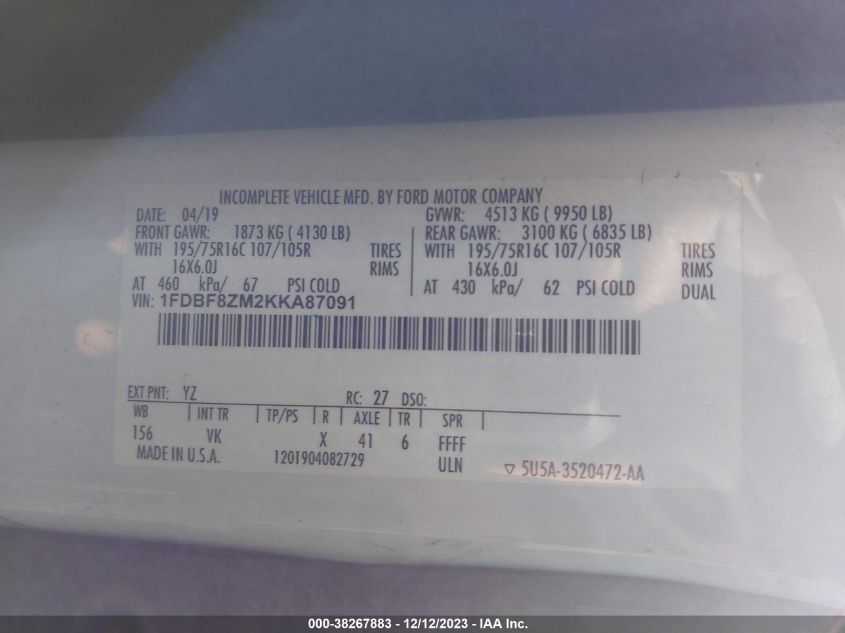 INCOMPLETE VEHICLE MFD. BY FORD MOTOR COMPANY
DATE: 04/19 GVWR: 4513 KG ( 9950 LB)
FRONT GAWR: 1873 KG ( 4130 LB) REAR GAWR: 3100 KG ( 6835 LB)
WITH 195/75R16C 107/105R TIRES WITH 195/75R16C 107/105R TIRES
16X6.0J RIMS 16X6.0J RIMS
AT 460 kPa/ 67 PSI COLD AT 430 kPa/ 62 PSI COLD DUAL
VIN: 1FDBF8ZM2KKA87091
EXT PNT: YZ RC: 27 DSO:
WB INT TR TP/PS R AXLE TR SPR
156 VK X 41 6 FFFF
MADE IN U.S.A. 1201904082729 ULN ▽ 5U5A-3520472-AA
000-38267883 - 12/12/2023 - IAA Inc.